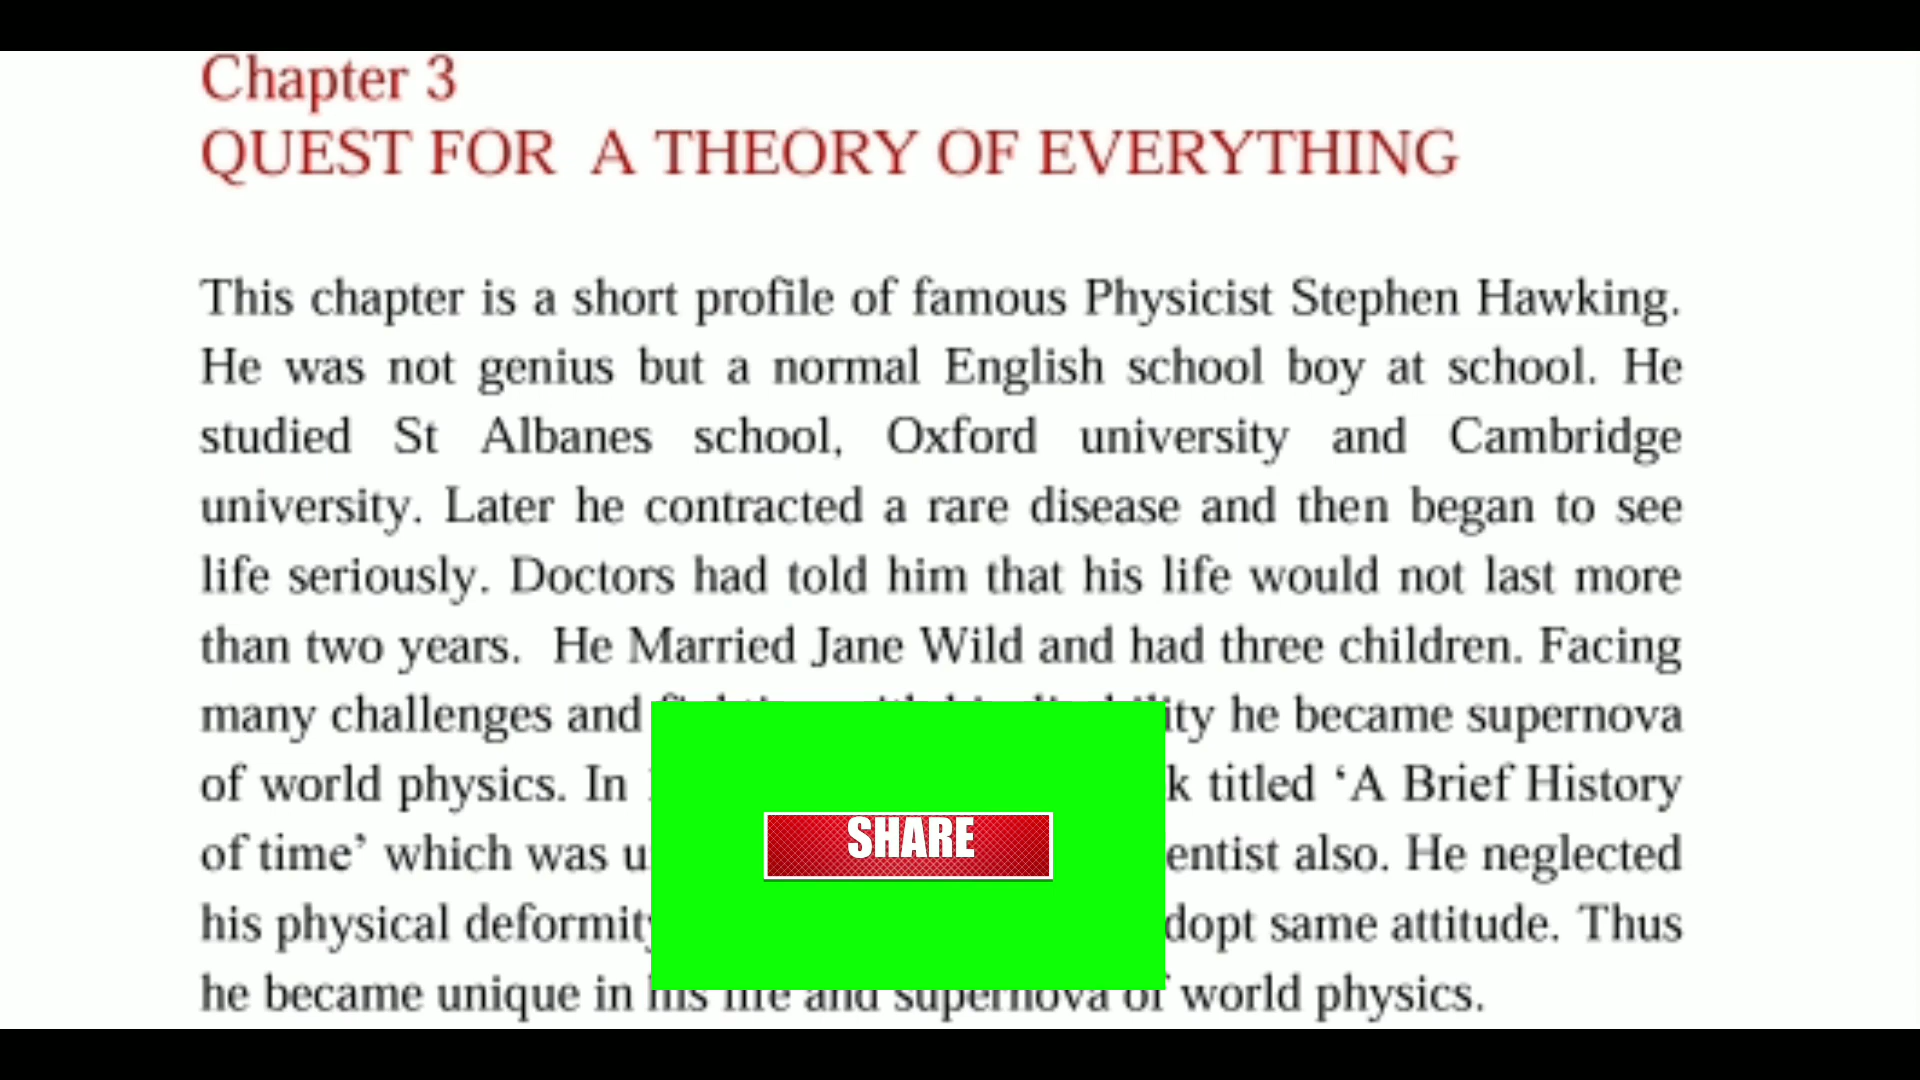 Chapter 3
QUEST FOR A THEORY OF EVERYTHING
This chapter is a short profile of famous Physicist Stephen Hawking.
He was not genius but a normal English school boy at school. He
studied St Albanes school, Oxford university and Cambridge
university. Later he contracted a rare disease and then began to see
life seriously. Doctors had told him that his life would not last more
than two years. He Married Jane Wild and had three children. Facing
many challenges and he became supernova
of world physics. In titled ‘A Brief History
of time’ which was also. He neglected
his physical same attitude. Thus
he became unique in his life and supernova of world physics.
SHARE